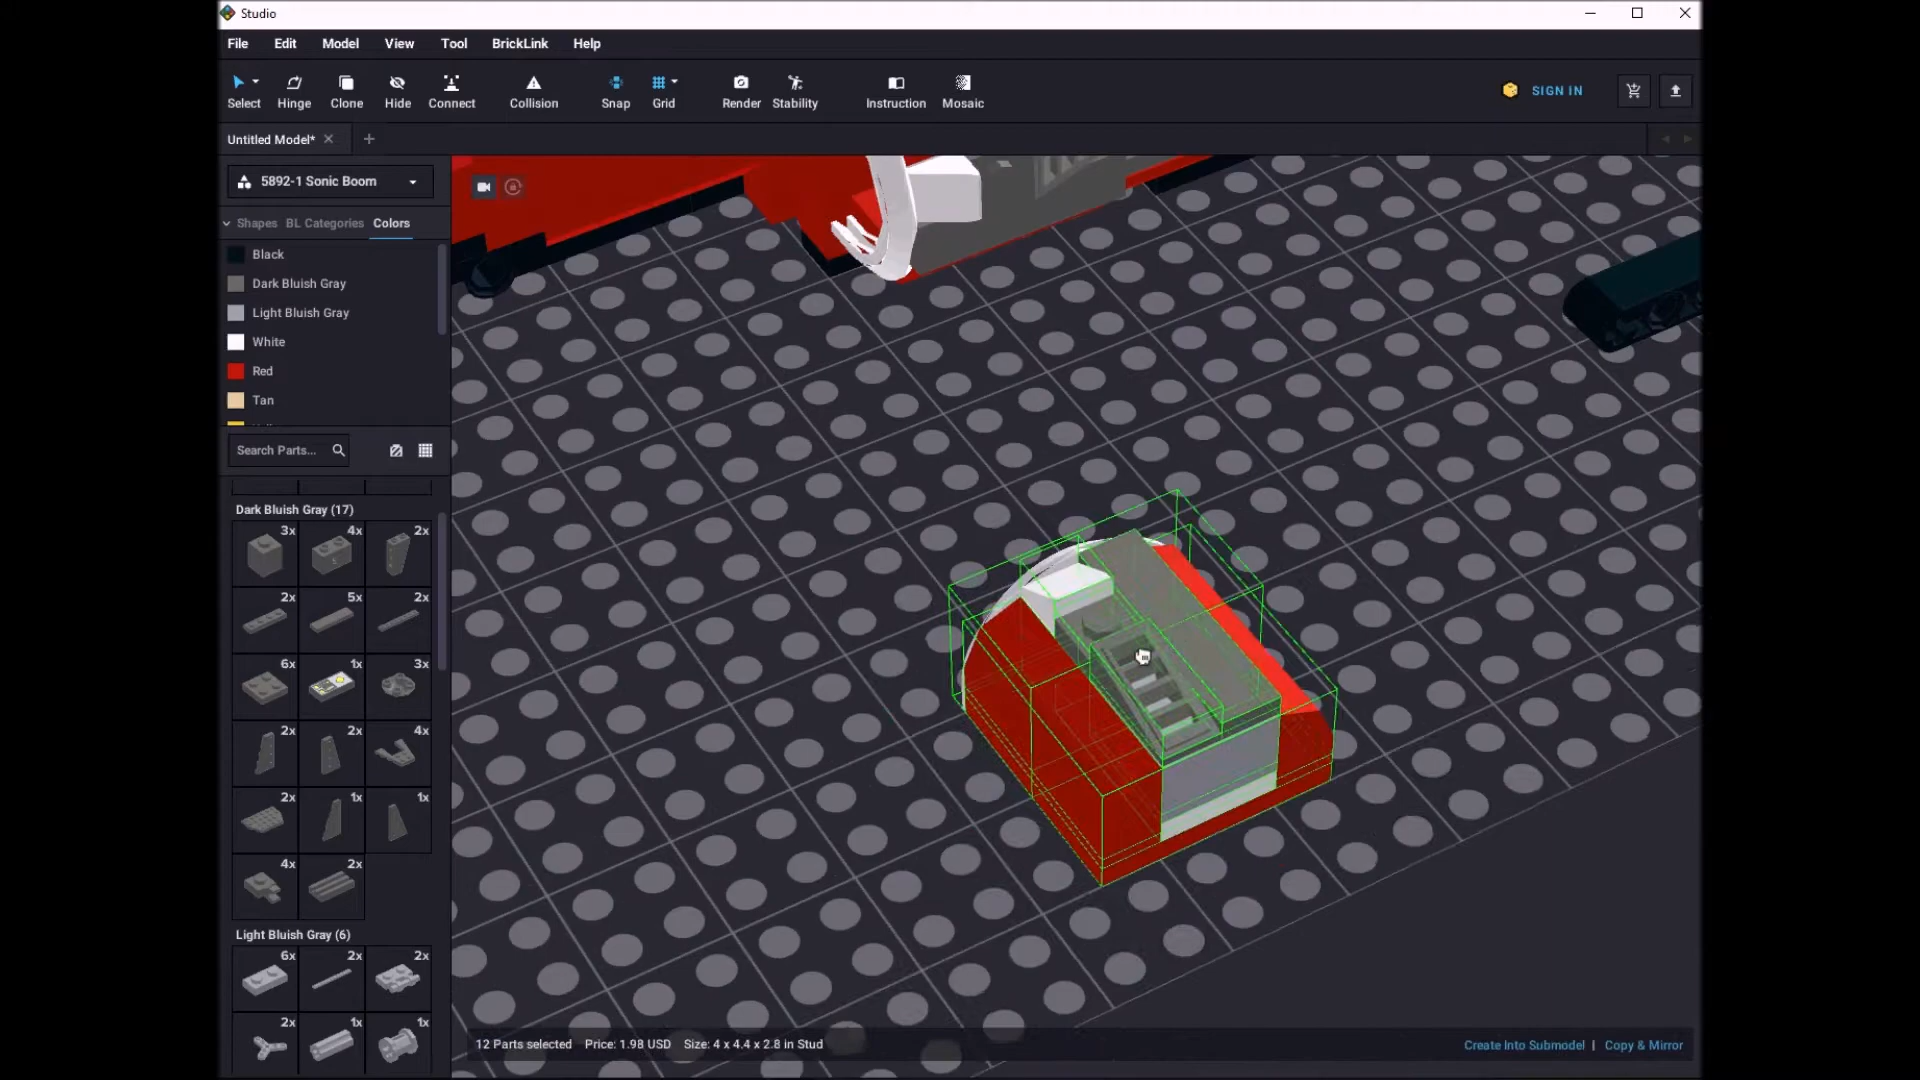 Studio
File Edit Model View Tool BrickLink Help
Select Hinge Clone Hide Connect Collision Snap Grid Render Stability Instruction Mosaic SIGN IN
Untitled Model*
5892-1 Sonic Boom
Shapes BL Categories Colors
Black
Dark Bluish Gray
Light Bluish Gray
White
Red
Tan
Search Parts...
Dark Bluish Gray (17)
3x 4x 2x
2x 5x 2x
6x 1x 3x
2x 2x 4x
2x 1x 1x
4x 2x
Light Bluish Gray (6)
6x 2x 2x
2x 1x 1x
12 Parts selected Price: 1.98 USD Size: 4 x 4.4 x 2.8 in Stud
Create Into Submodel | Copy & Mirror